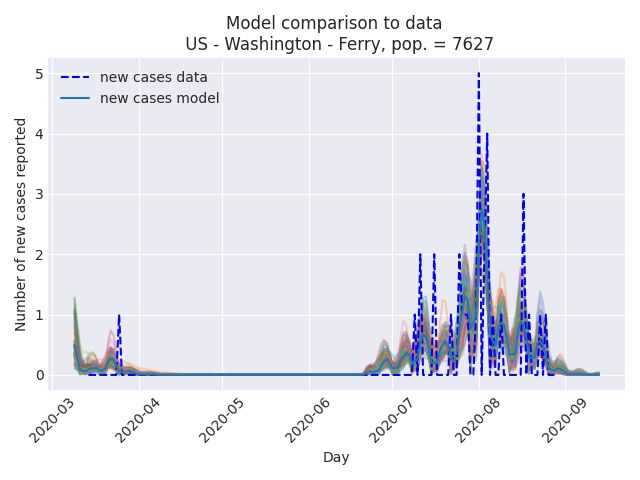 Model comparison to data
US - Washington - Ferry, pop. = 7627
new cases data
new cases model
Number of new cases reported
5
4
3
2
1
0
2020-03
2020-04
2020-05
2020-06
2020-07
2020-08
2020-09
Day